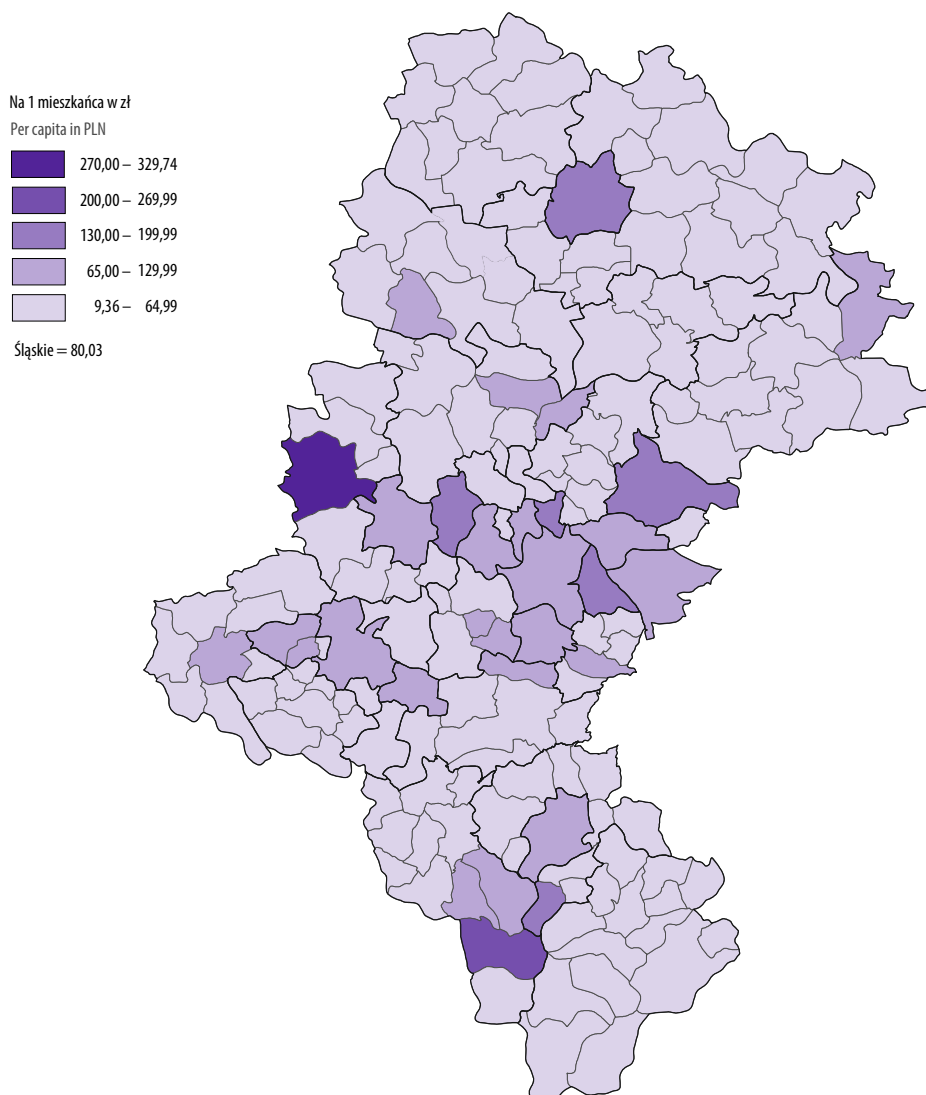 Na 1 mieszkańca w zł
Per capita in PLN
270,00 – 329,74
200,00 – 269,99
130,00 – 199,99
65,00 – 129,99
9,36 – 64,99
Śląskie = 80,03